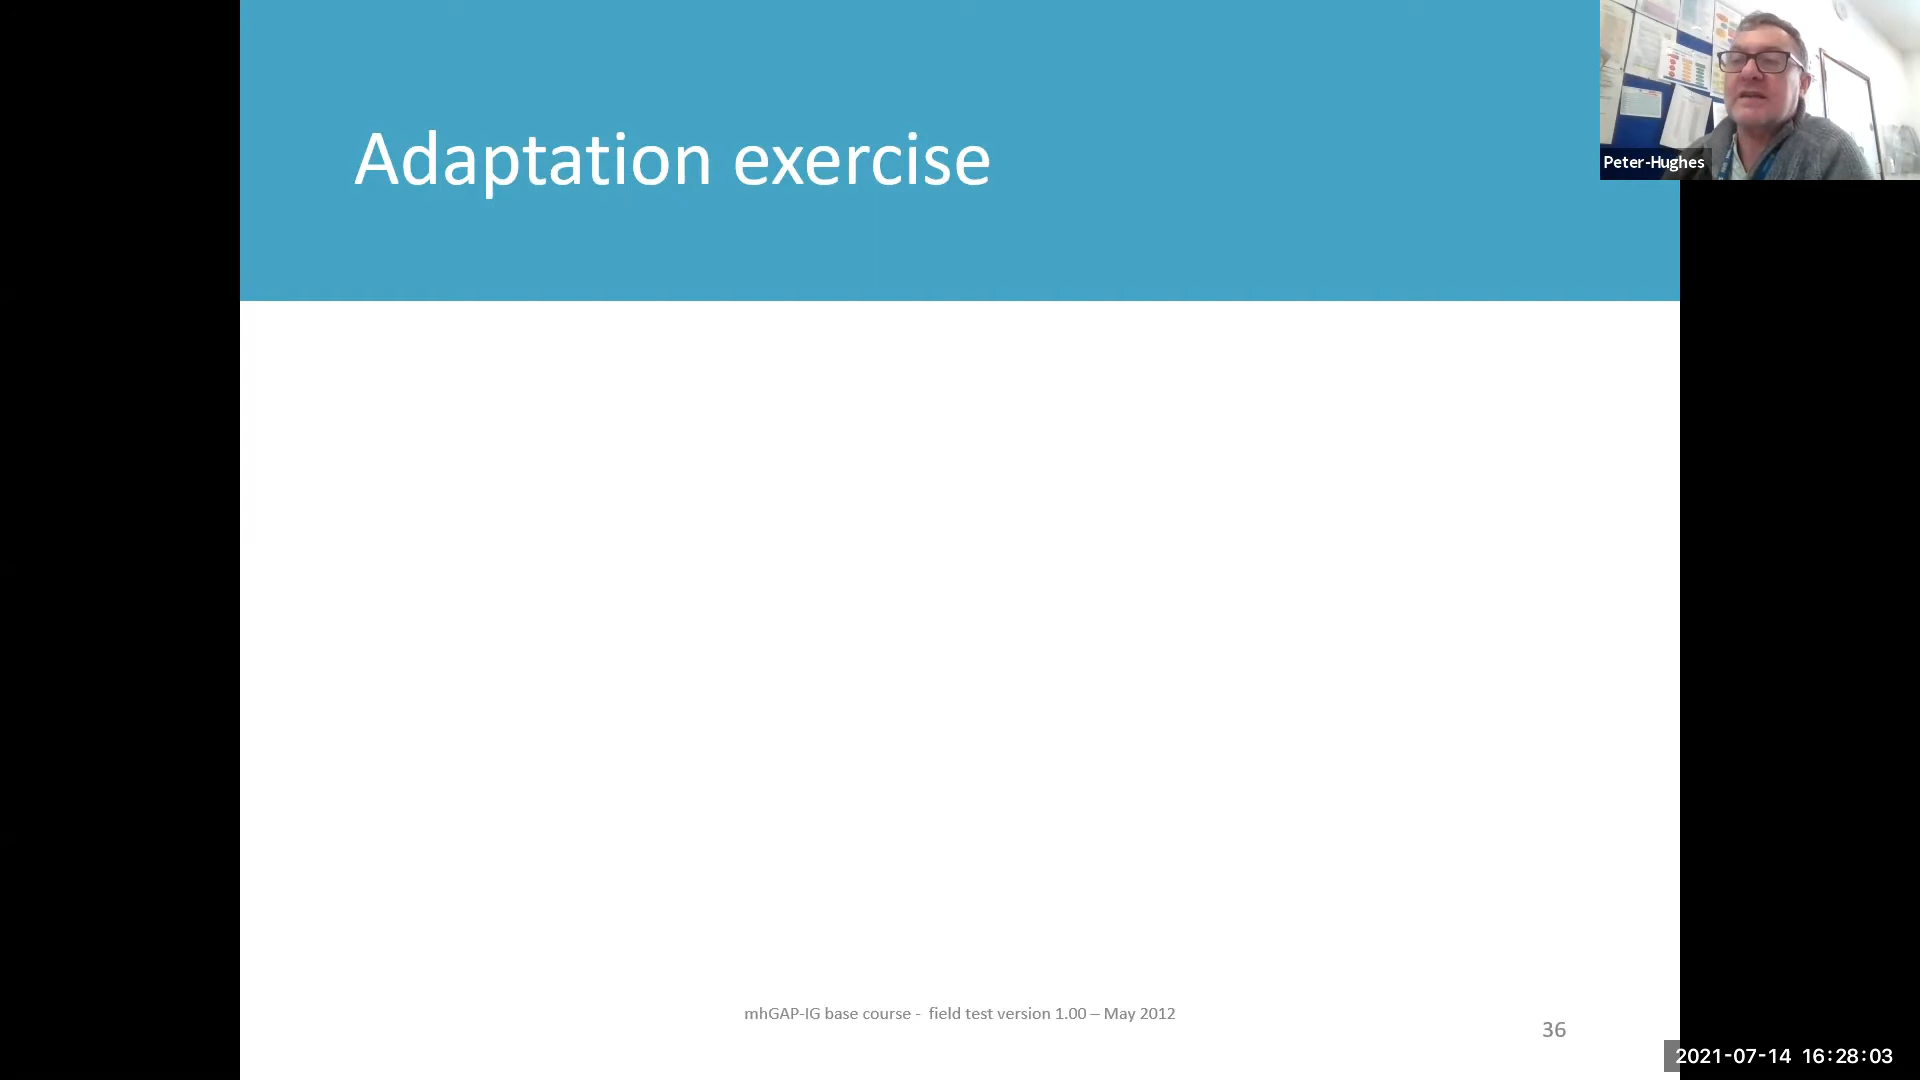 Adaptation exercise
Peter-Hughes
mhGAP-IG base course -  field test version 1.00 – May 2012
36
2021-07-14 16:28:03